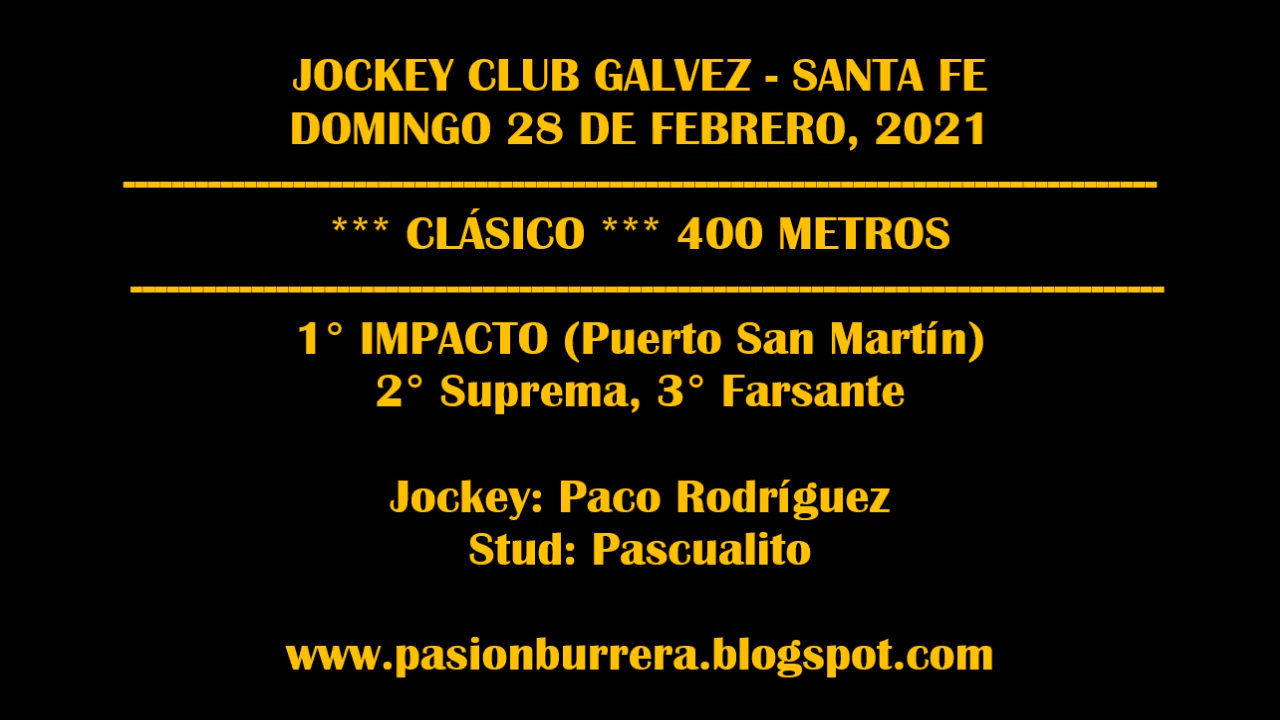 JOCKEY CLUB GALVEZ - SANTA FE
DOMINGO 28 DE FEBRERO, 2021
*** CLÁSICO *** 400 METROS
1° IMPACTO (Puerto San Martín)
2° Suprema, 3° Farsante
Jockey: Paco Rodríguez
Stud: Pascualito
www.pasionburrera.blogspot.com